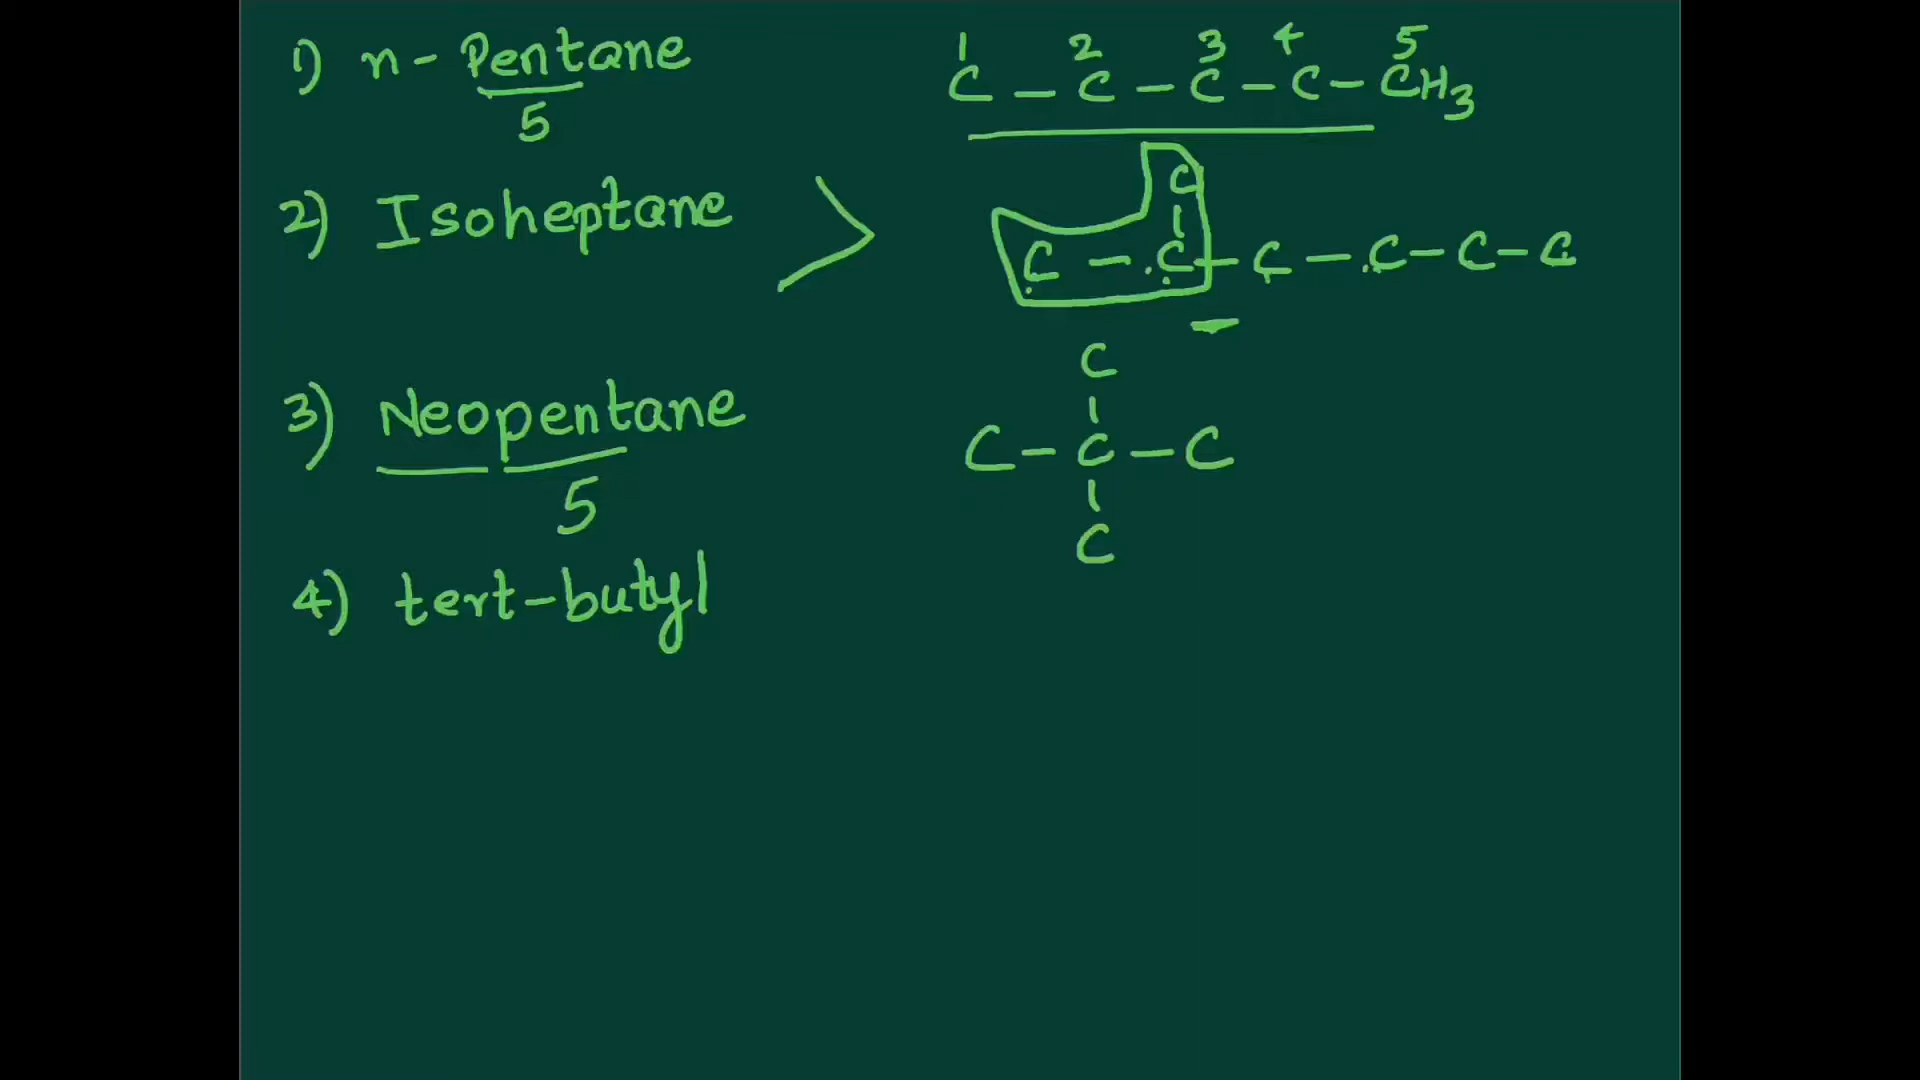 1) n - Pentane
5
1 2 3 4 5
C - C - C - C - CH3
2) Isoheptane
C
C - C - C - C - C - C
3) Neopentane
5
C
C - C - C
C
4) tert-butyl